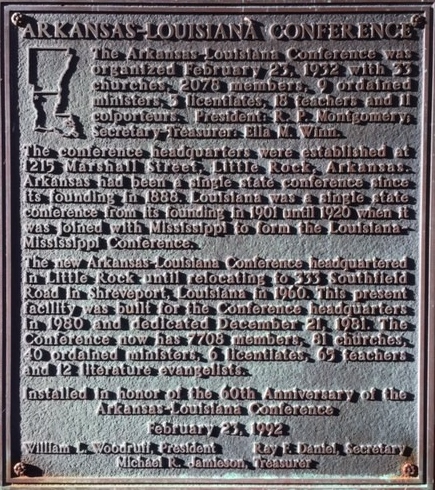 ARKANSAS-LOUISIANA CONFERENCE
The Arkansas-Louisiana Conference was
organized February 23, 1932 with 33
churches, 2078 members, 9 ordained
ministers, 3 licentiates, 18 teachers and 11
colporteurs. President: R. P. Montgomery,
Secretary-Treasurer: Ella M. Winn.
The conference headquarters were established at
1215 Marshall Street, Little Rock, Arkansas.
Arkansas had been a single state conference since
its founding in 1888. Louisiana was a single state
conference from its founding in 1901 until 1920 when it
was joined with Mississippi to form the Louisiana-
Mississippi Conference.
The new Arkansas-Louisiana Conference headquartered
in Little Rock until relocating to 333 Southfield
Road in Shreveport, Louisiana in 1960. This present
facility was built for the Conference headquarters
in 1980 and dedicated December 21, 1981. The
Conference now has 7708 members, 81 churches,
40 ordained ministers, 6 licentiates, 65 teachers
and 12 literature evangelists.
Installed in honor of the 60th Anniversary of the
Arkansas-Louisiana Conference
February 23, 1992
William L. Woodruff, President Ray F. Daniel, Secretary
Michael K. Jamieson, Treasurer